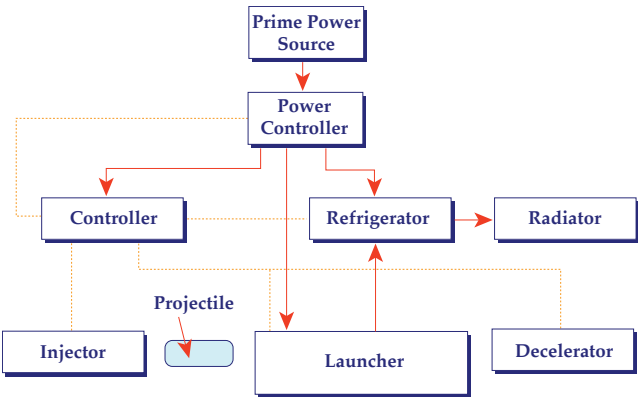 Prime Power
Source
Power
Controller
Controller
Refrigerator
Radiator
Projectile
Injector
Launcher
Decelerator